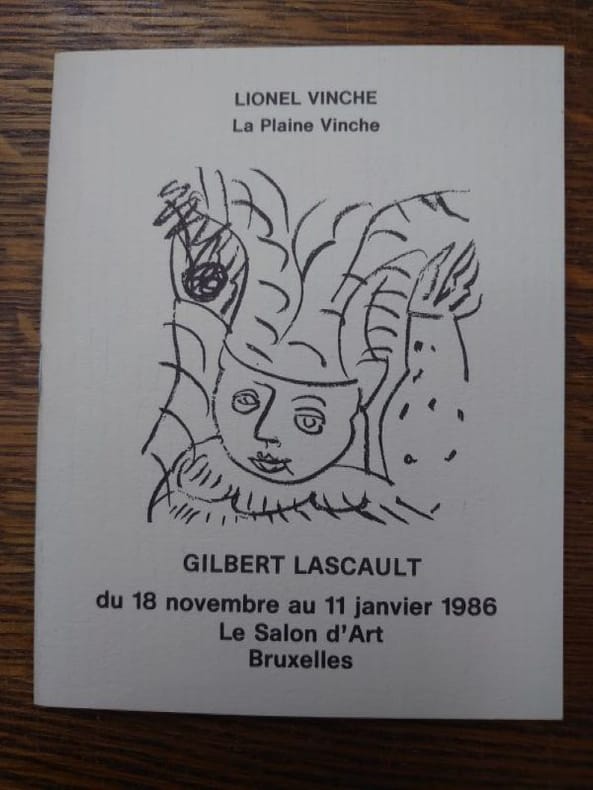 LIONEL VINCHE
La Plaine Vinche
GILBERT LASCAULT
du 18 novembre au 11 janvier 1986
Le Salon d'Art
Bruxelles